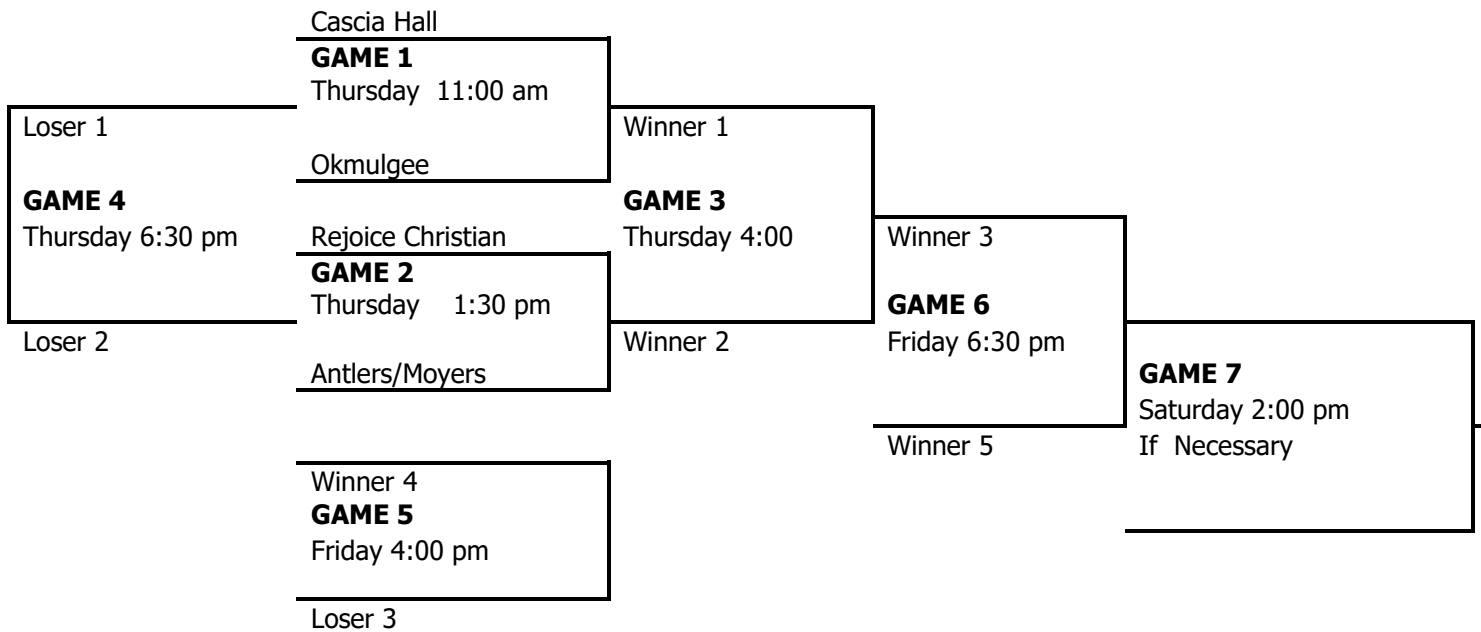 Cascia Hall
GAME 1
Thursday 11:00 am
Loser 1
Winner 1
Okmulgee
GAME 4
GAME 3
Thursday 6:30 pm
Rejoice Christian
Thursday 4:00
Winner 3
GAME 2
Thursday 1:30 pm
GAME 6
Loser 2
Winner 2
Friday 6:30 pm
Antlers/Moyers
GAME 7
Saturday 2:00 pm
Winner 5
If Necessary
Winner 4
GAME 5
Friday 4:00 pm
Loser 3